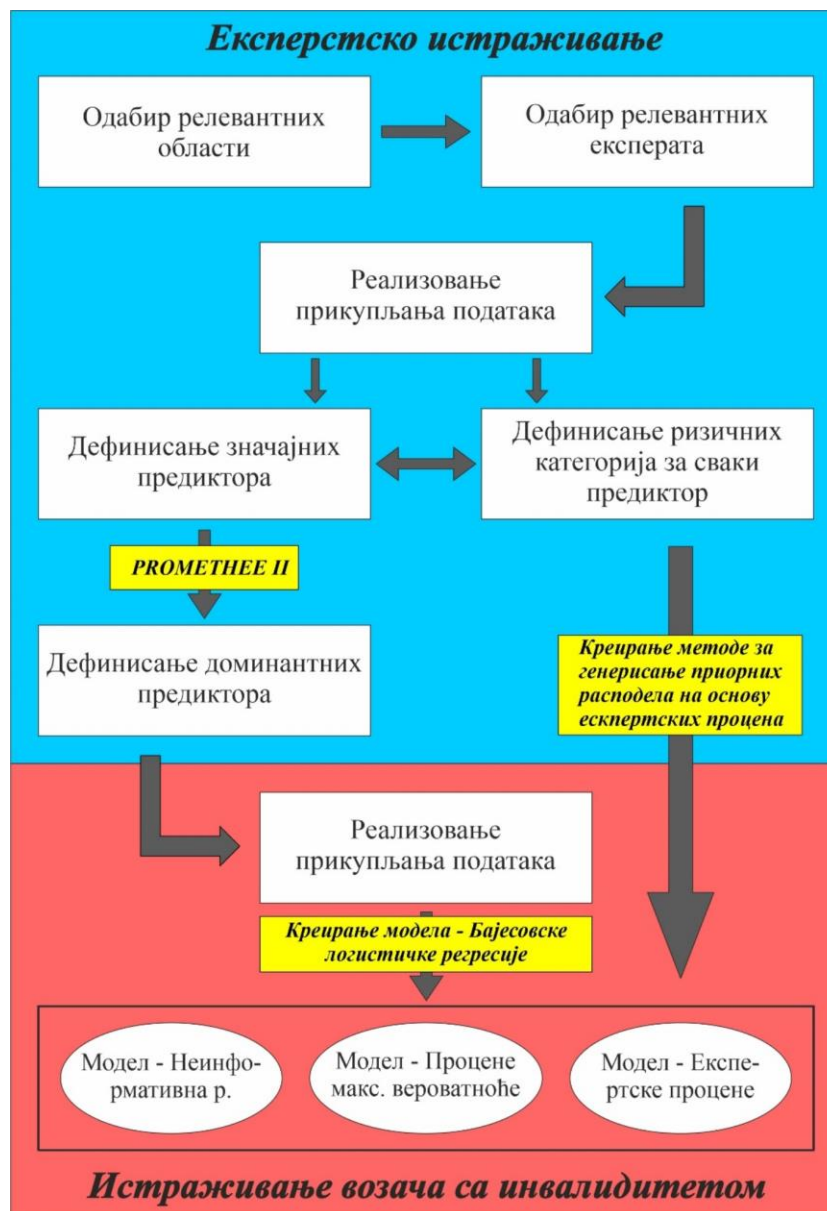 Експерстско истраживање
Одабир релевантних
области
Одабир релевантних
експерата
Реализовање
прикупљања података
Дефинисање значајних
предиктора
Дефинисање ризичних
категорија за сваки
предиктор
PROMETHEE II
Дефинисање доминантних
предиктора
Креирање методе за
генерисање приорних
расподела на основу
ескпертских процена
Реализовање
прикупљања података
Креирање модела - Бајесовске
логистичке регресије
Модел - Неинфо-
рмативна р.
Модел - Процене
макс. вероватноће
Модел - Експе-
ртске процене
Истраживање возача са инвалидитетом